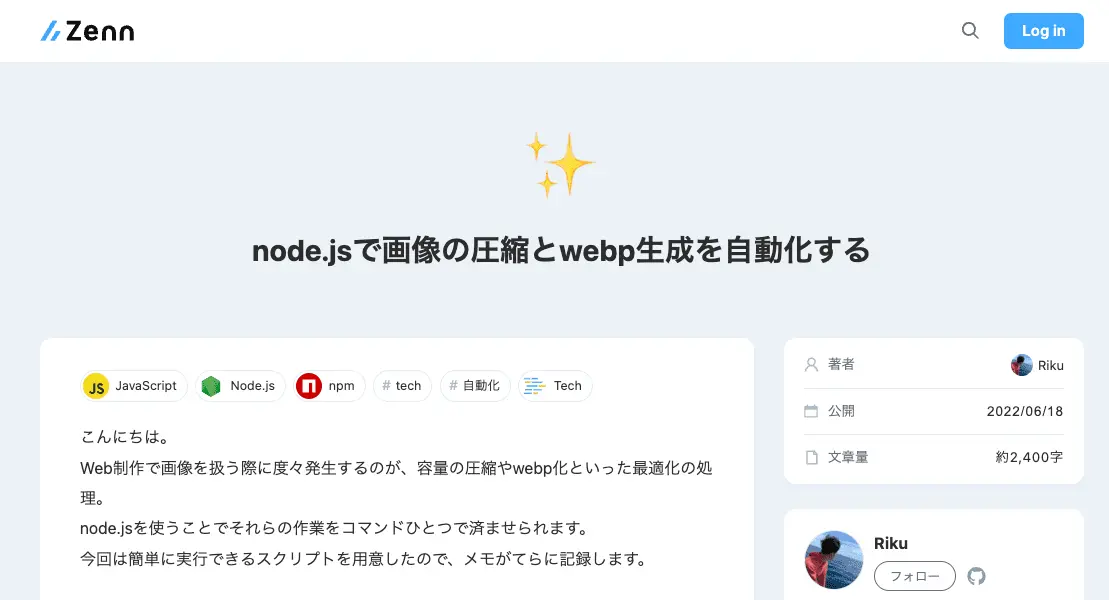 Zenn
Log in
node.jsで画像の圧縮とwebp生成を自動化する
JS JavaScript Node.js npm # tech # 自動化 Tech
こんにちは。
Web制作で画像を扱う際に度々発生するのが、容量の圧縮やwebp化といった最適化の処
理。
node.jsを使うことでそれらの作業をコマンドひとつで済ませられます。
今回は簡単に実行できるスクリプトを用意したので、メモがてらに記録します。
著者 Riku
公開 2022/06/18
文章量 約2,400字
Riku
フォロー